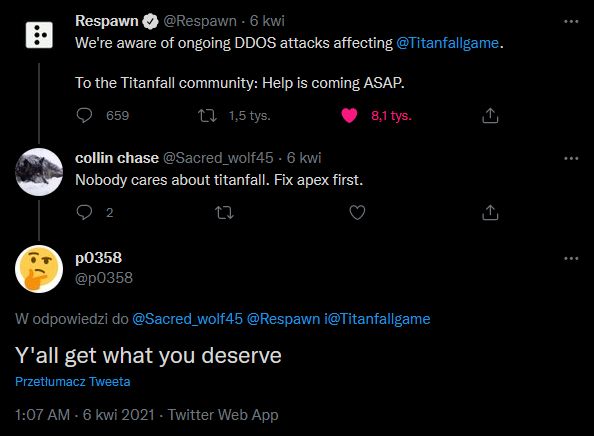 Respawn @Respawn · 6 kwi
We're aware of ongoing DDOS attacks affecting @Titanfallgame.
To the Titanfall community: Help is coming ASAP.
659 1,5 tys. 8,1 tys.
collin chase @Sacred_wolf45 · 6 kwi
Nobody cares about titanfall. Fix apex first.
2
p0358
@p0358
W odpowiedzi do @Sacred_wolf45 @Respawn i@Titanfallgame
Y'all get what you deserve
Przetłumacz Tweeta
1:07 AM · 6 kwi 2021 · Twitter Web App